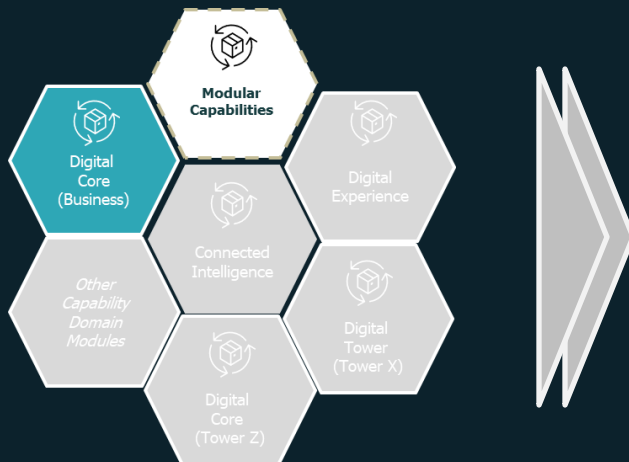 Modular
Capabilities
Digital
Core
(Business)
Digital
Experience
Connected
Intelligence
Other
Capability
Domain
Modules
Digital
Tower
(Tower X)
Digital
Core
(Tower Z)